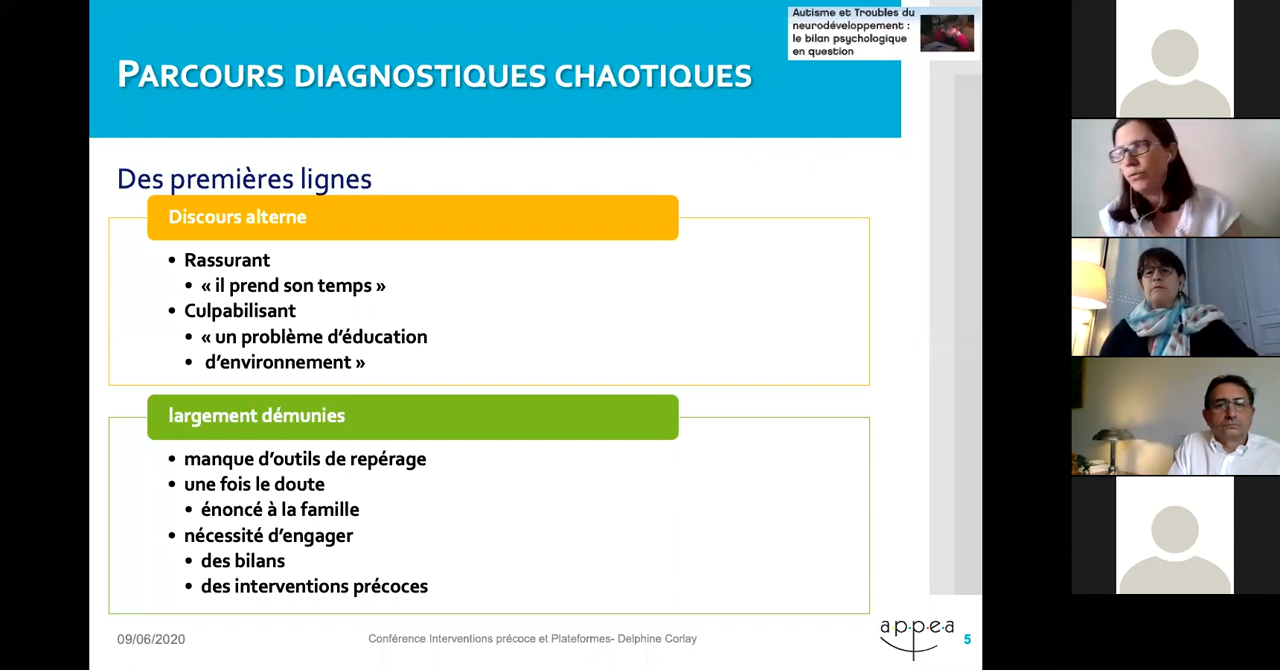 Autisme et Troubles du
neurodéveloppement :
le bilan psychologique
en question
PARCOURS DIAGNOSTIQUES CHAOTIQUES
Des premières lignes
Discours alterne
• Rassurant
• « il prend son temps »
• Culpabilisant
• « un problème d’éducation
• d’environnement »
largement démunies
• manque d’outils de repérage
• une fois le doute
• énoncé à la famille
• nécessité d’engager
• des bilans
• des interventions précoces
09/06/2020
Conférence Interventions précoce et Plateformes- Delphine Corlay
a·p·p·e·a
5